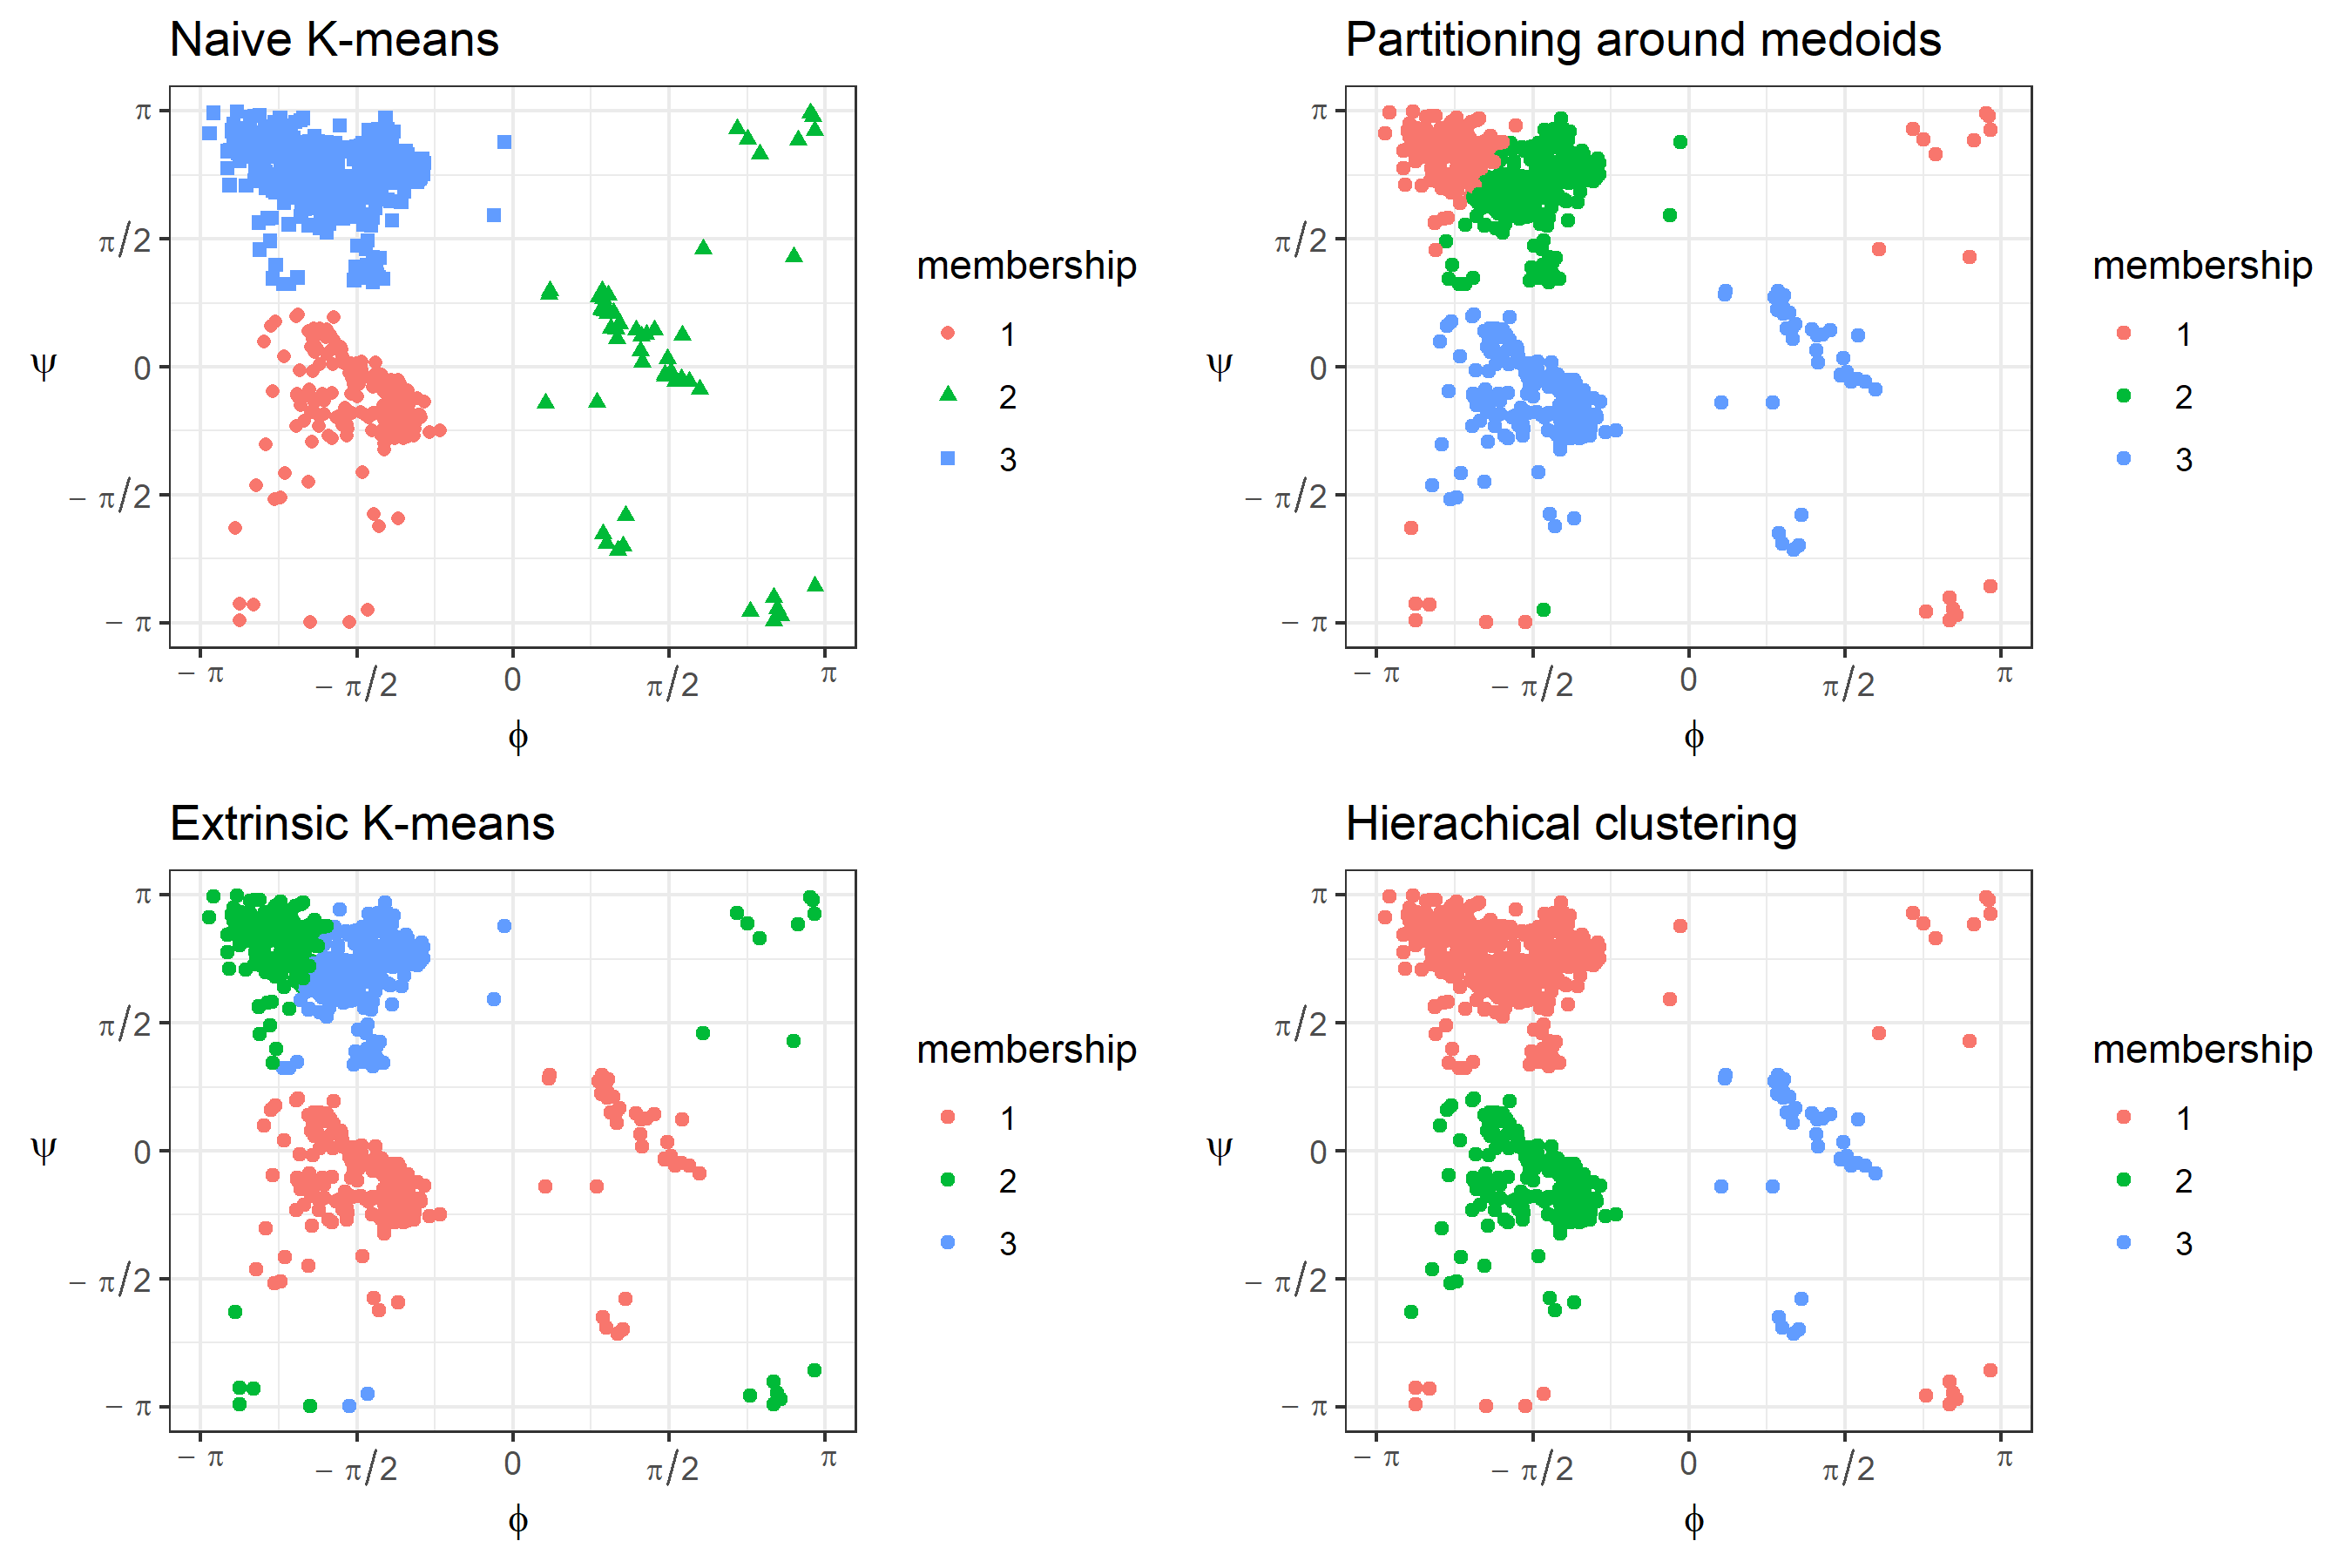 Naive K-means
π
π/2
0
− π/2
− π
ψ
− π
− π/2
0
π/2
π
ϕ
membership
1
2
3
Partitioning around medoids
π
π/2
0
− π/2
− π
ψ
− π
− π/2
0
π/2
π
ϕ
membership
1
2
3
Extrinsic K-means
π
π/2
0
− π/2
− π
ψ
− π
− π/2
0
π/2
π
ϕ
membership
1
2
3
Hierachical clustering
π
π/2
0
− π/2
− π
ψ
− π
− π/2
0
π/2
π
ϕ
membership
1
2
3